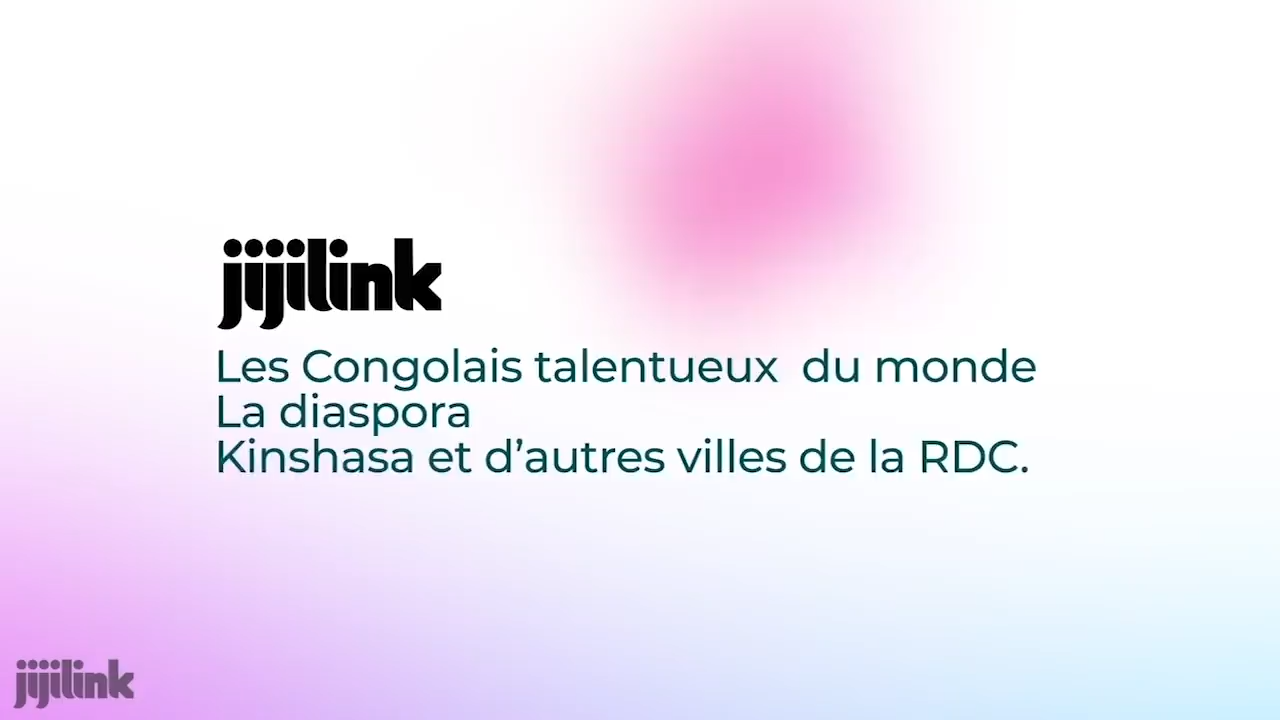 jijilink
Les Congolais talentueux  du monde
La diaspora
Kinshasa et d’autres villes de la RDC.
jijilink